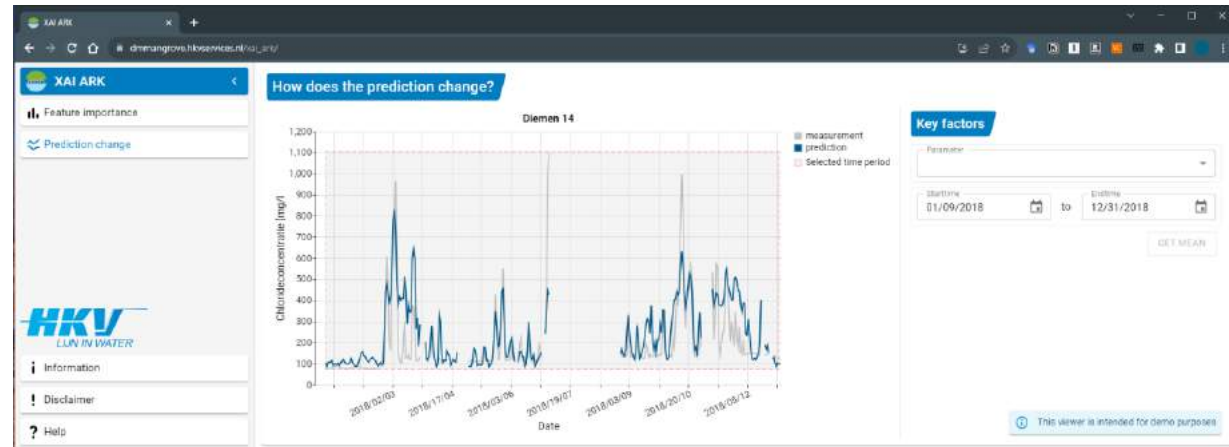 XAI ARK
dmmangrove.hkvservices.nl/xai_ark/
XAI ARK
Feature importance
Prediction change
HKV
LIJN IN WATER
Information
Disclaimer
Help
How does the prediction change?
Diemen 14
Chlorideconcentratie [mg/l]
1,200
1,100
1,000
900
800
700
600
500
400
300
200
100
0
2018/02/03
2018/17/04
2018/03/06
2018/19/07
2018/03/09
2018/20/10
2018/05/12
Date
measurement
prediction
Selected time period
Key factors
Parameter
Starttime
01/09/2018
to
Endtime
12/31/2018
GET MEAN
This viewer is intended for demo purposes